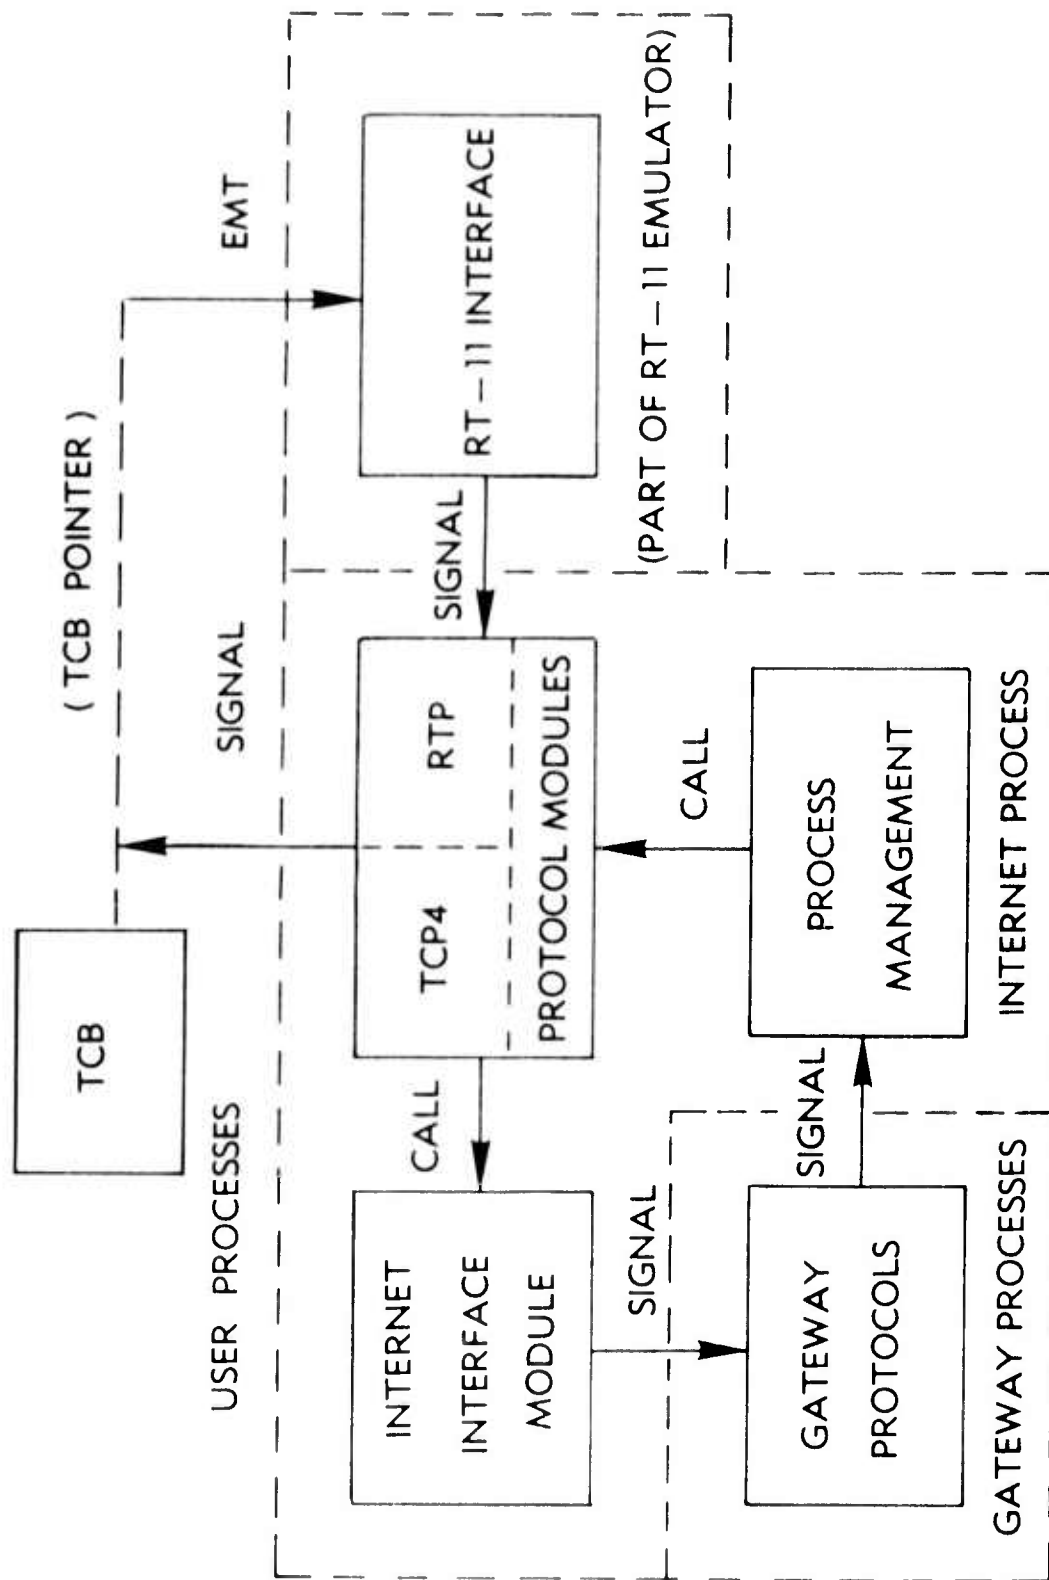 TCB
( TCB POINTER )
USER PROCESSES
SIGNAL
EMT
INTERNET
INTERFACE
MODULE
CALL
TCP4
RTP
PROTOCOL MODULES
SIGNAL
RT-11 INTERFACE
(PART OF RT-11 EMULATOR)
SIGNAL
CALL
GATEWAY
PROTOCOLS
SIGNAL
PROCESS
MANAGEMENT
GATEWAY PROCESSES
INTERNET PROCESS